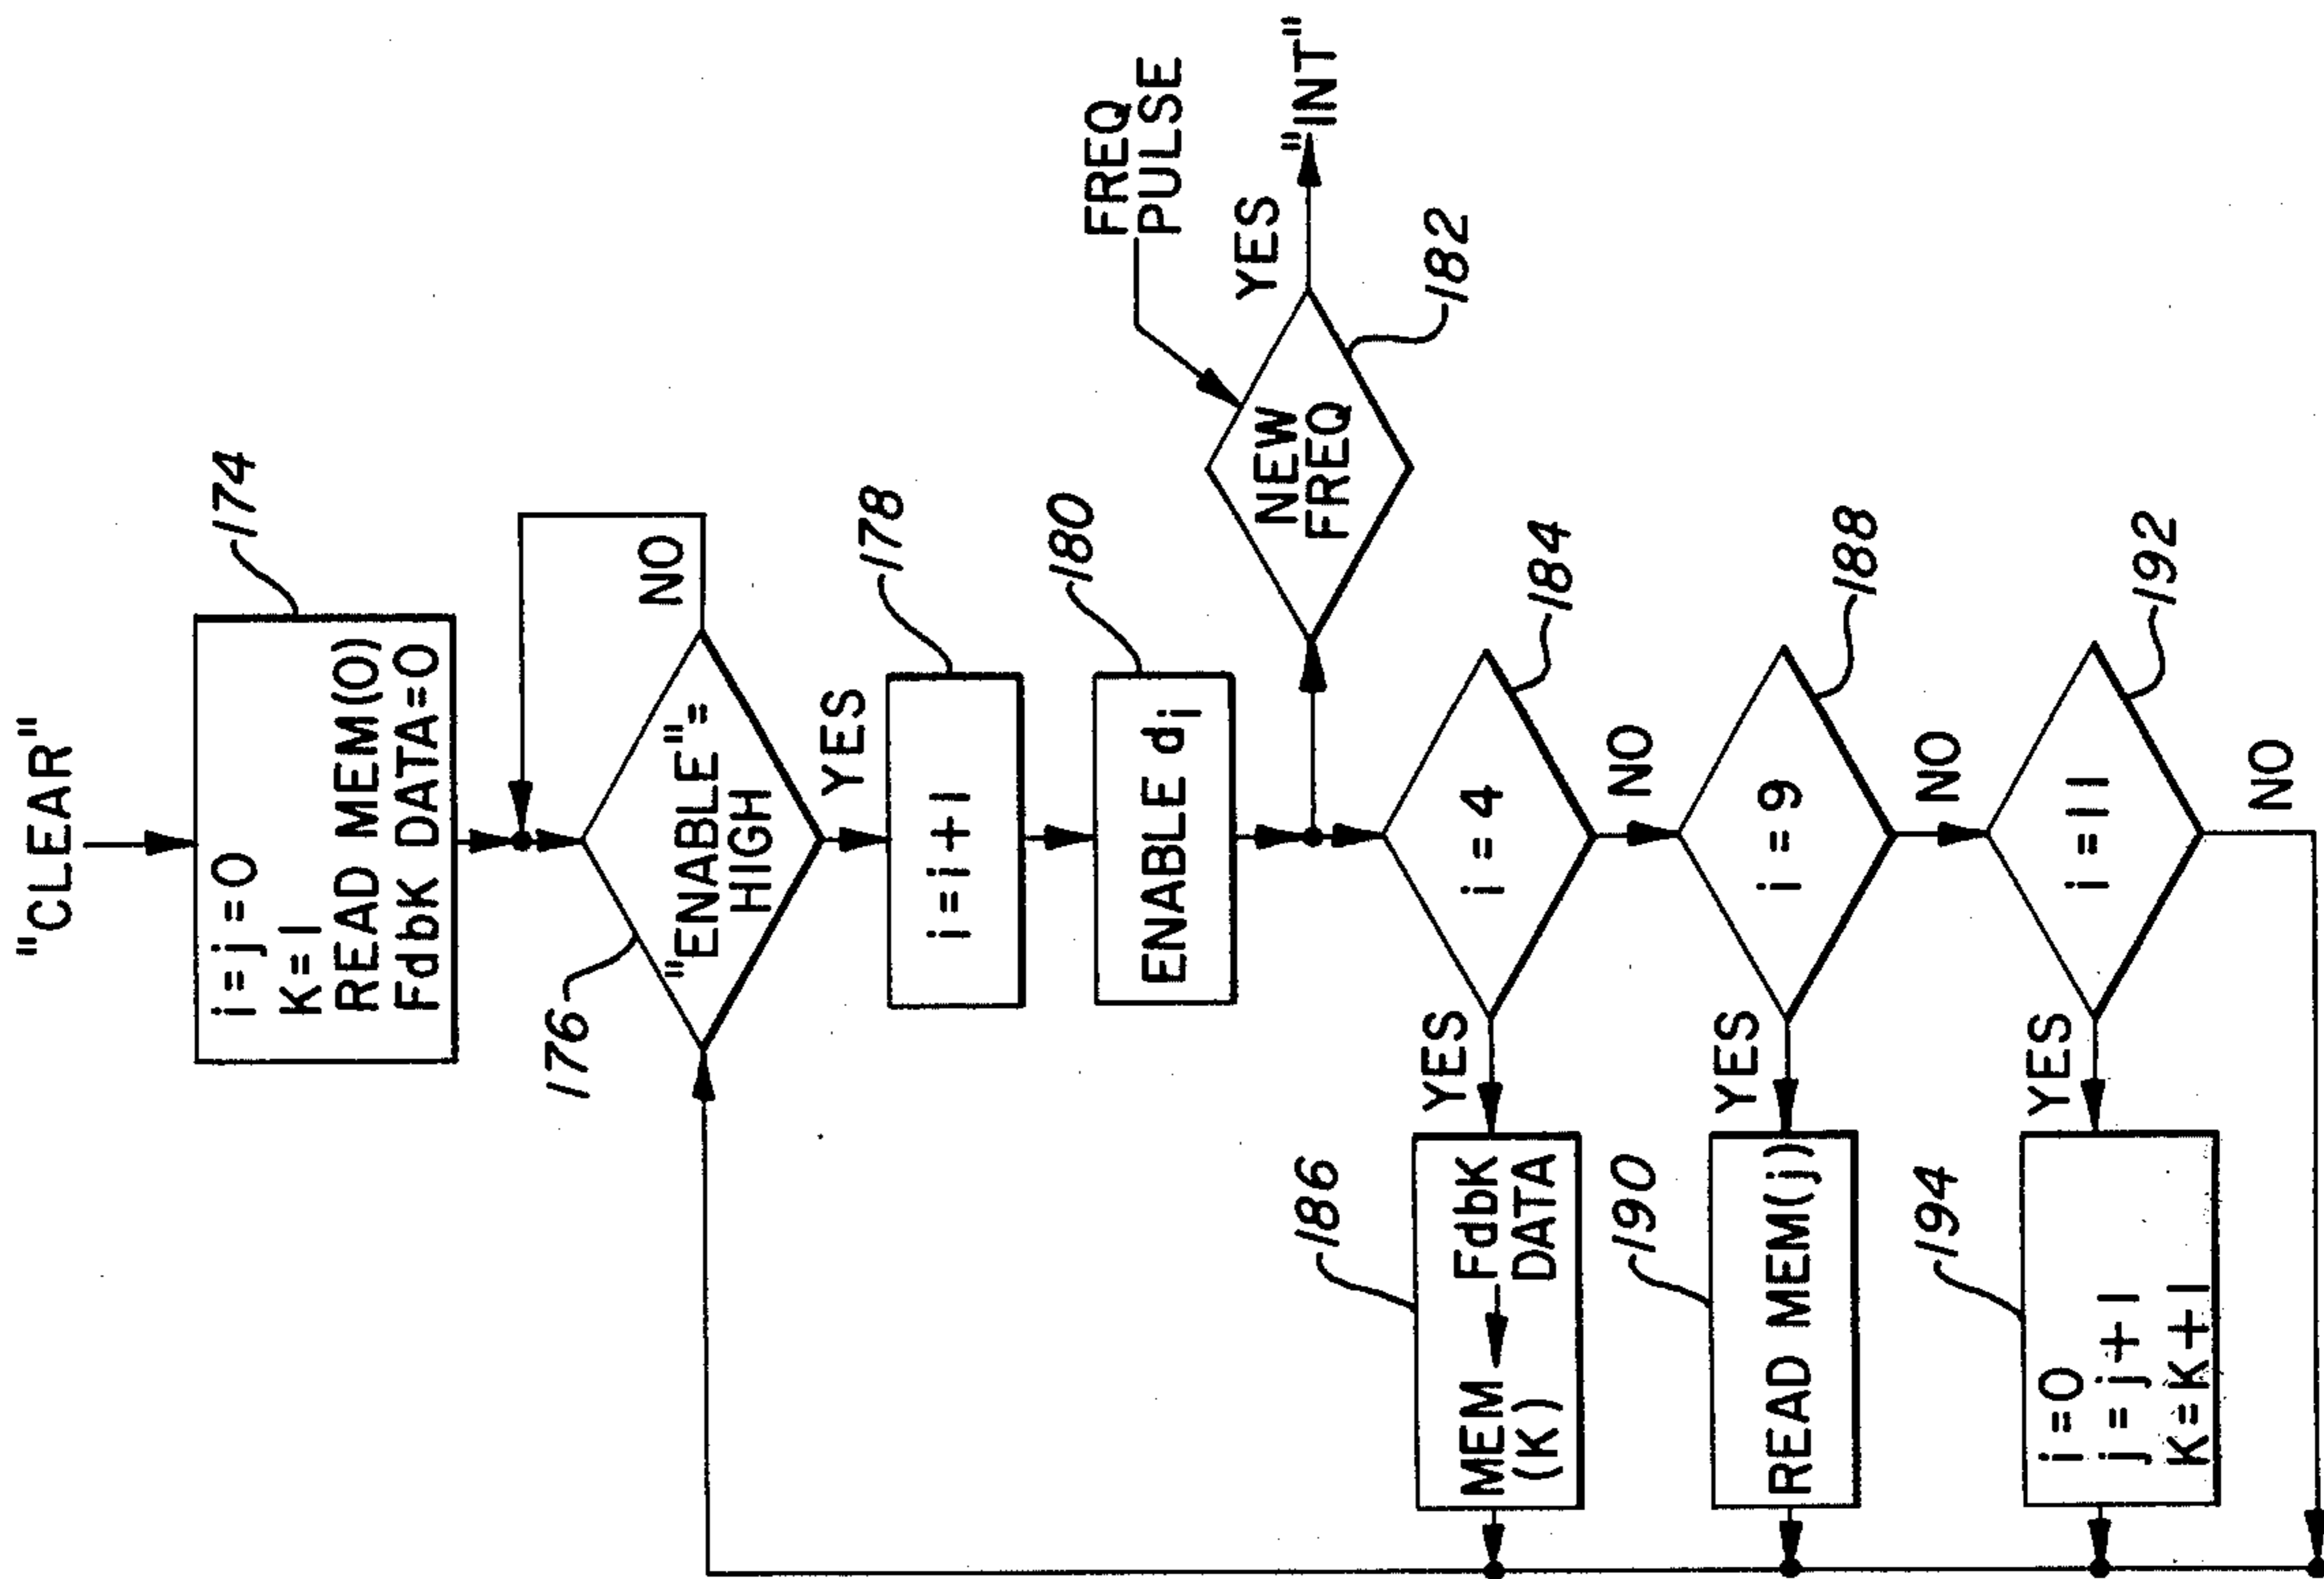 "CLEAR"
174
i=j=0
K=1
READ MEM(0)
FdbK DATA=0
176
"ENABLE"=
HIGH
NO
YES
178
i=i+1
180
ENABLE di
FREQ
PULSE
NEW
FREQ
YES
"INT"
182
i=4
184
YES
NO
186
MEM ← FdbK
(K) DATA
i=9
188
YES
NO
190
READ MEM(j)
i=11
192
YES
NO
194
i=0
j=j+1
K=K+1